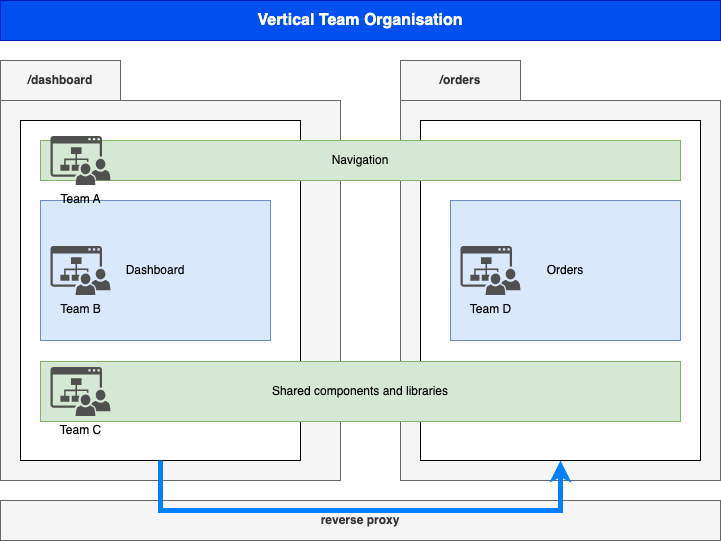 Vertical Team Organisation
/dashboard
/orders
Navigation
Team A
Dashboard
Team B
Orders
Team D
Shared components and libraries
Team C
reverse proxy